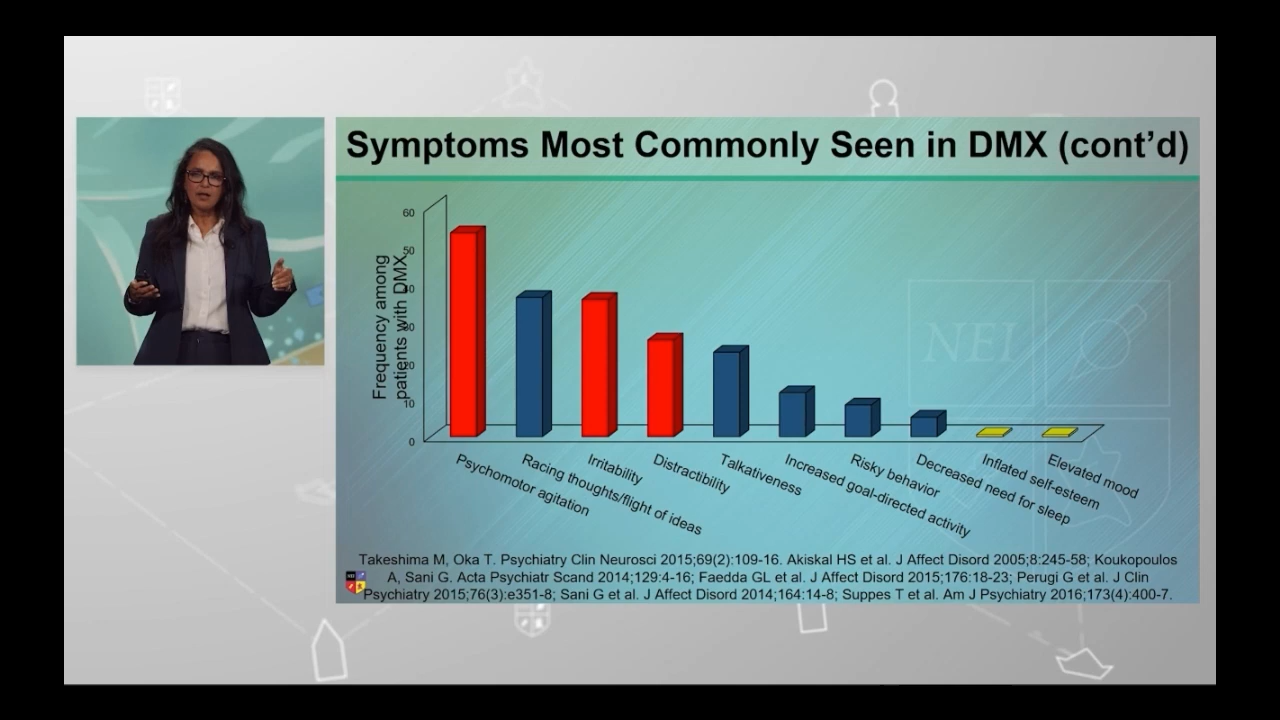 Symptoms Most Commonly Seen in DMX (cont’d)
Frequency among
patients with DMX
60
50
40
30
20
10
0
Psychomotor agitation
Racing thoughts/flight of ideas
Irritability
Distractibility
Talkativeness
Increased goal-directed activity
Risky behavior
Decreased need for sleep
Inflated self-esteem
Elevated mood
NEI
Takeshima M, Oka T. Psychiatry Clin Neurosci 2015;69(2):109-16. Akiskal HS et al. J Affect Disord 2005;8:245-58; Koukopoulos
A, Sani G. Acta Psychiatr Scand 2014;129:4-16; Faedda GL et al. J Affect Disord 2015;176:18-23; Perugi G et al. J Clin
Psychiatry 2015;76(3):e351-8; Sani G et al. J Affect Disord 2014;164:14-8; Suppes T et al. Am J Psychiatry 2016;173(4):400-7.